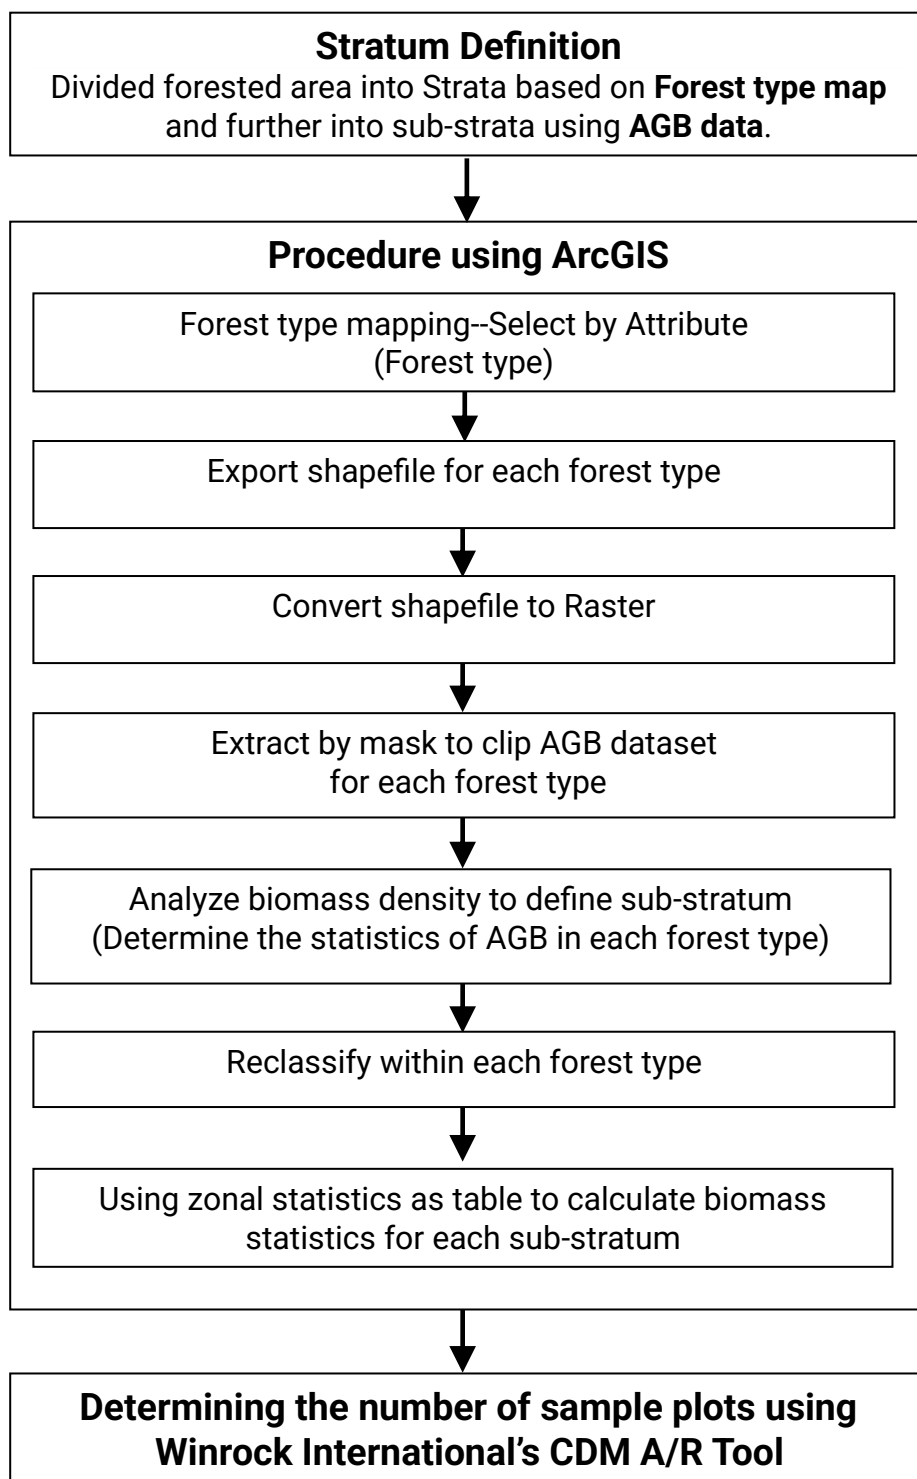 Stratum Definition
Divided forested area into Strata based on Forest type map
and further into sub-strata using AGB data.
Procedure using ArcGIS
Forest type mapping--Select by Attribute
(Forest type)
Export shapefile for each forest type
Convert shapefile to Raster
Extract by mask to clip AGB dataset
for each forest type
Analyze biomass density to define sub-stratum
(Determine the statistics of AGB in each forest type)
Reclassify within each forest type
Using zonal statistics as table to calculate biomass
statistics for each sub-stratum
Determining the number of sample plots using
Winrock International’s CDM A/R Tool